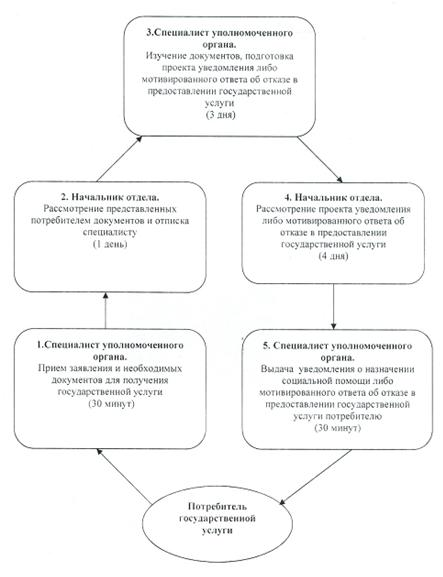 3.Специалист уполномоченного
органа.
Изучение документов, подготовка
проекта уведомления либо
мотивированного ответа об отказе в
предоставлении государственной
услуги
(3 дня)
2. Начальник отдела.
Рассмотрение представленных
потребителем документов и отписка
специалисту
(1 день)
4. Начальник отдела.
Рассмотрение проекта уведомления
либо мотивированного ответа об
отказе в предоставлении
государственной услуги
(4 дня)
1.Специалист уполномоченного
органа.
Прием заявления и необходимых
документов для получения
государственной услуги
(30 минут)
5. Специалист уполномоченного
органа.
Выдача уведомления о назначении
социальной помощи либо
мотивированного ответа об отказе в
предоставлении государственной
услуги потребителю
(30 минут)
Потребитель
государственной
услуги